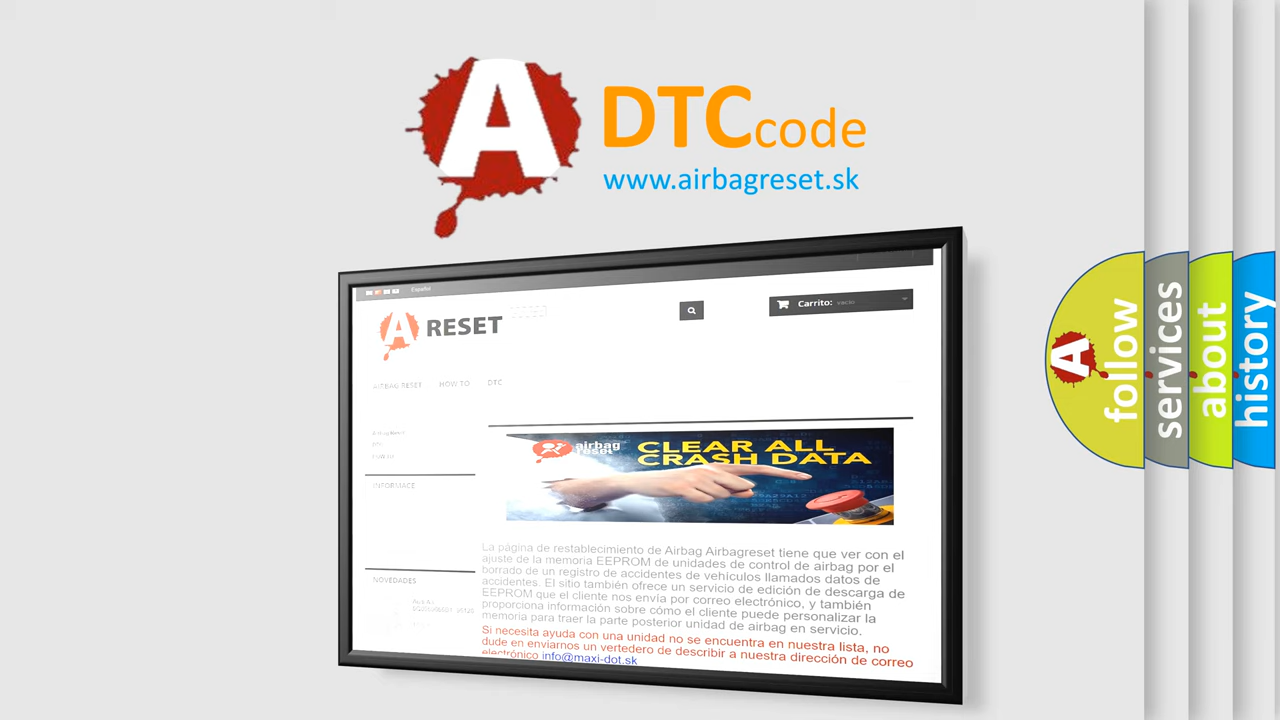 A
DTC code
www.airbagreset.sk
Español
A RESET
Carrito: vacío
AIRBAG RESET HOW TO DTC
INFORMACE
airbag
reset
CLEAR ALL
CRASH DATA
La página de restablecimiento de Airbag Airbagreset tiene que ver con el
ajuste de la memoria EEPROM de unidades de control de airbag por el
borrado de un registro de accidentes de vehículos llamados datos de
accidentes. El sitio también ofrece un servicio de edición de descarga de
EEPROM que el cliente nos envía por correo electrónico, y también
proporciona información sobre cómo el cliente puede personalizar la
memoria para traer la parte posterior unidad de airbag en servicio.
Si necesita ayuda con una unidad no se encuentra en nuestra lista, no
dude en enviarnos un vertedero de describir a nuestra dirección de correo
electrónico info@maxi-dot.sk
NOVEDADES
A
follow
services
about
history